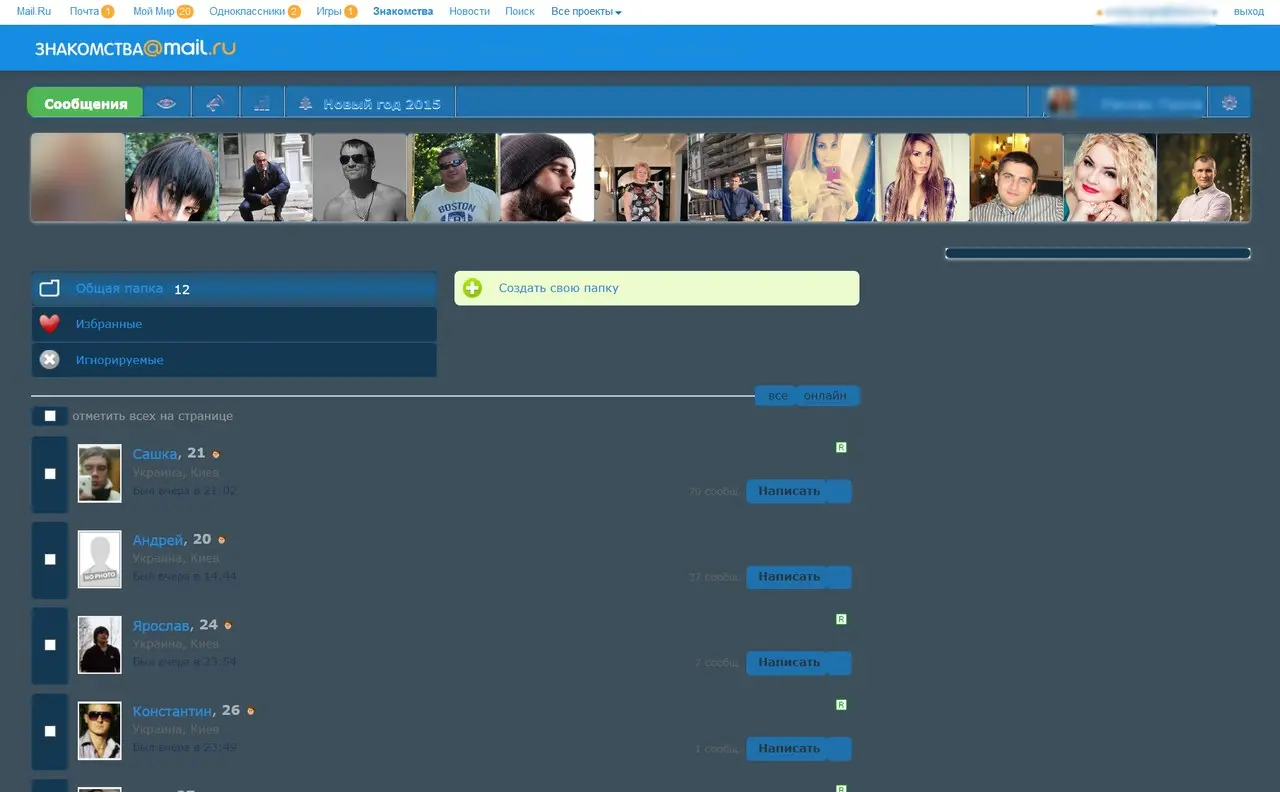 Mail.Ru Почта 1 Мой Мир 20 Одноклассники 2 Игры 1 Знакомства Новости Поиск Все проекты выход
ЗНАКОМСТВА@mail.ru
Сообщения Новый год 2015
BOSTON
Общая папка 12
Создать свою папку
Избранные
Игнорируемые
все онлайн
отметить всех на странице
Сашка, 21
R
Украина, Киев
Был вчера в 21:02
70 сообщ. Написать
Андрей, 20
Украина, Киев
Был вчера в 14:44
NO PHOTO
37 сообщ. Написать
Ярослав, 24
R
Украина, Киев
Был вчера в 23:54
7 сообщ. Написать
Константин, 26
R
Украина, Киев
Был вчера в 23:49
1 сообщ. Написать
R